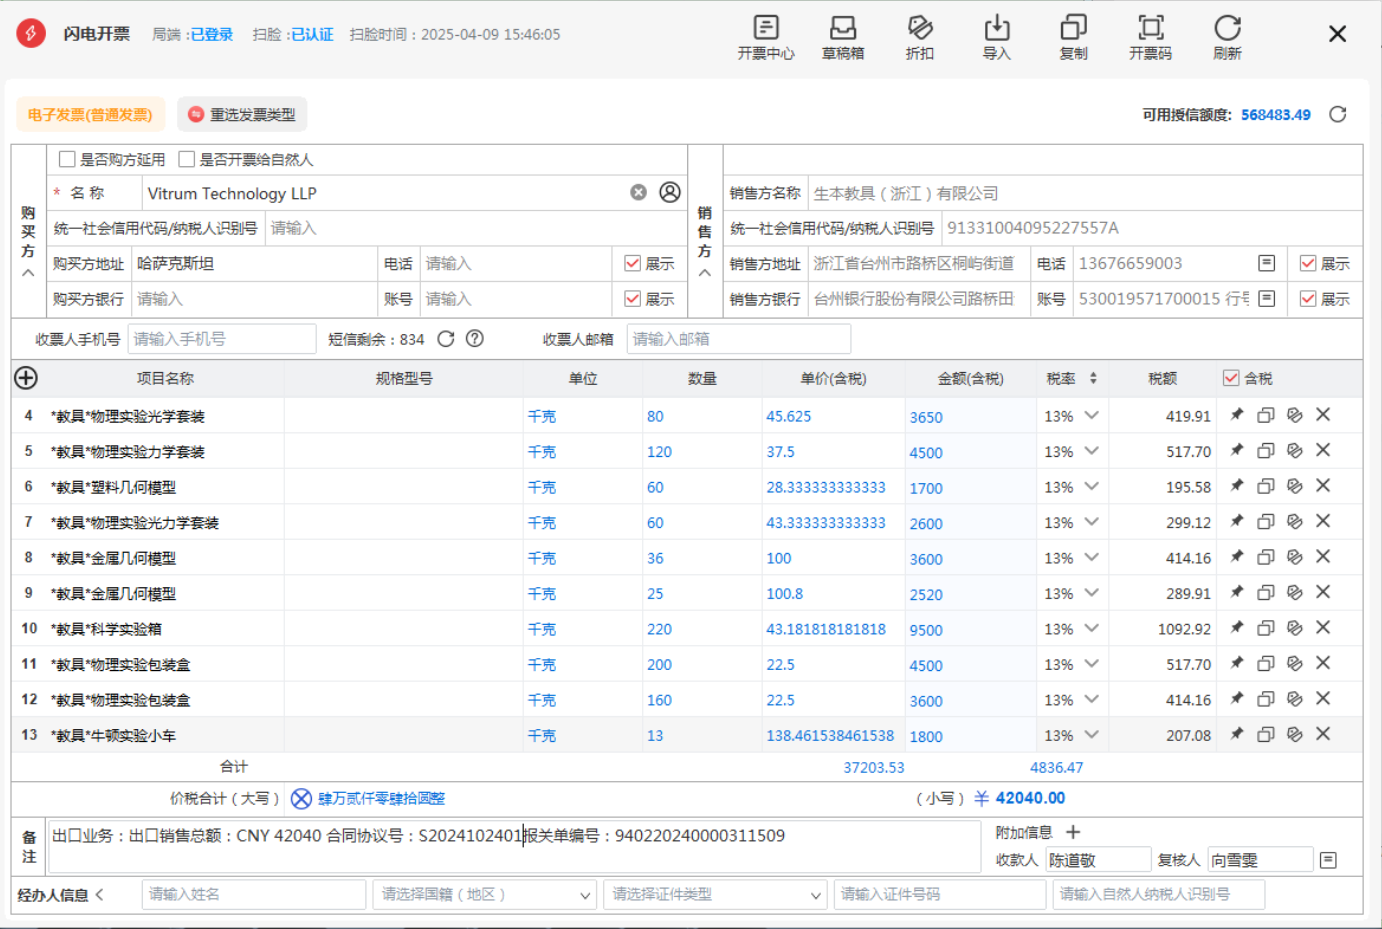 闪电开票 局端 :已登录 扫脸 :已认证 扫脸时间 : 2025-04-09 15:46:05
开票中心 草稿箱 折扣 导入 复制 开票码 刷新
电子发票(普通发票) 重选发票类型 可用授信额度: 568483.49
购买方
是否购方延用 是否开票给自然人
* 名 称 Vitrum Technology LLP
统一社会信用代码/纳税人识别号 请输入
购买方地址 哈萨克斯坦 电话 请输入 展示
购买方银行 请输入 账号 请输入 展示
销售方
销售方名称 生本教具（浙江）有限公司
统一社会信用代码/纳税人识别号 91331004095227557A
销售方地址 浙江省台州市路桥区桐屿街道 电话 13676659003 展示
销售方银行 台州银行股份有限公司路桥田 账号 530019571700015 行号 展示
收票人手机号 请输入手机号 短信剩余 : 834 收票人邮箱 请输入邮箱
项目名称 规格型号 单位 数量 单价(含税) 金额(含税) 税率 税额 含税
4 *教具*物理实验光学套装 千克 80 45.625 3650 13% 419.91
5 *教具*物理实验力学套装 千克 120 37.5 4500 13% 517.70
6 *教具*塑料几何模型 千克 60 28.333333333333 1700 13% 195.58
7 *教具*物理实验光力学套装 千克 60 43.333333333333 2600 13% 299.12
8 *教具*金属几何模型 千克 36 100 3600 13% 414.16
9 *教具*金属几何模型 千克 25 100.8 2520 13% 289.91
10 *教具*科学实验箱 千克 220 43.181818181818 9500 13% 1092.92
11 *教具*物理实验包装盒 千克 200 22.5 4500 13% 517.70
12 *教具*物理实验包装盒 千克 160 22.5 3600 13% 414.16
13 *教具*牛顿实验小车 千克 13 138.461538461538 1800 13% 207.08
合计 37203.53 4836.47
价税合计（大写） 肆万贰仟零肆拾圆整 （小写）￥ 42040.00
备注 出口业务：出口销售总额：CNY 42040 合同协议号：S2024102401报关单编号：940220240000311509
附加信息
收款人 陈道敬 复核人 向雪雯
经办人信息 请输入姓名 请选择国籍（地区） 请选择证件类型 请输入证件号码 请输入自然人纳税人识别号